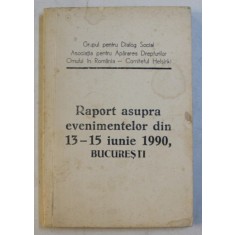 Grupul pentru Dialog Social
Asociația pentru Apărarea Drepturilor
Omului în România – Comitetul Helsinki
Raport asupra
evenimentelor din
13–15 iunie 1990,
BUCUREȘTI